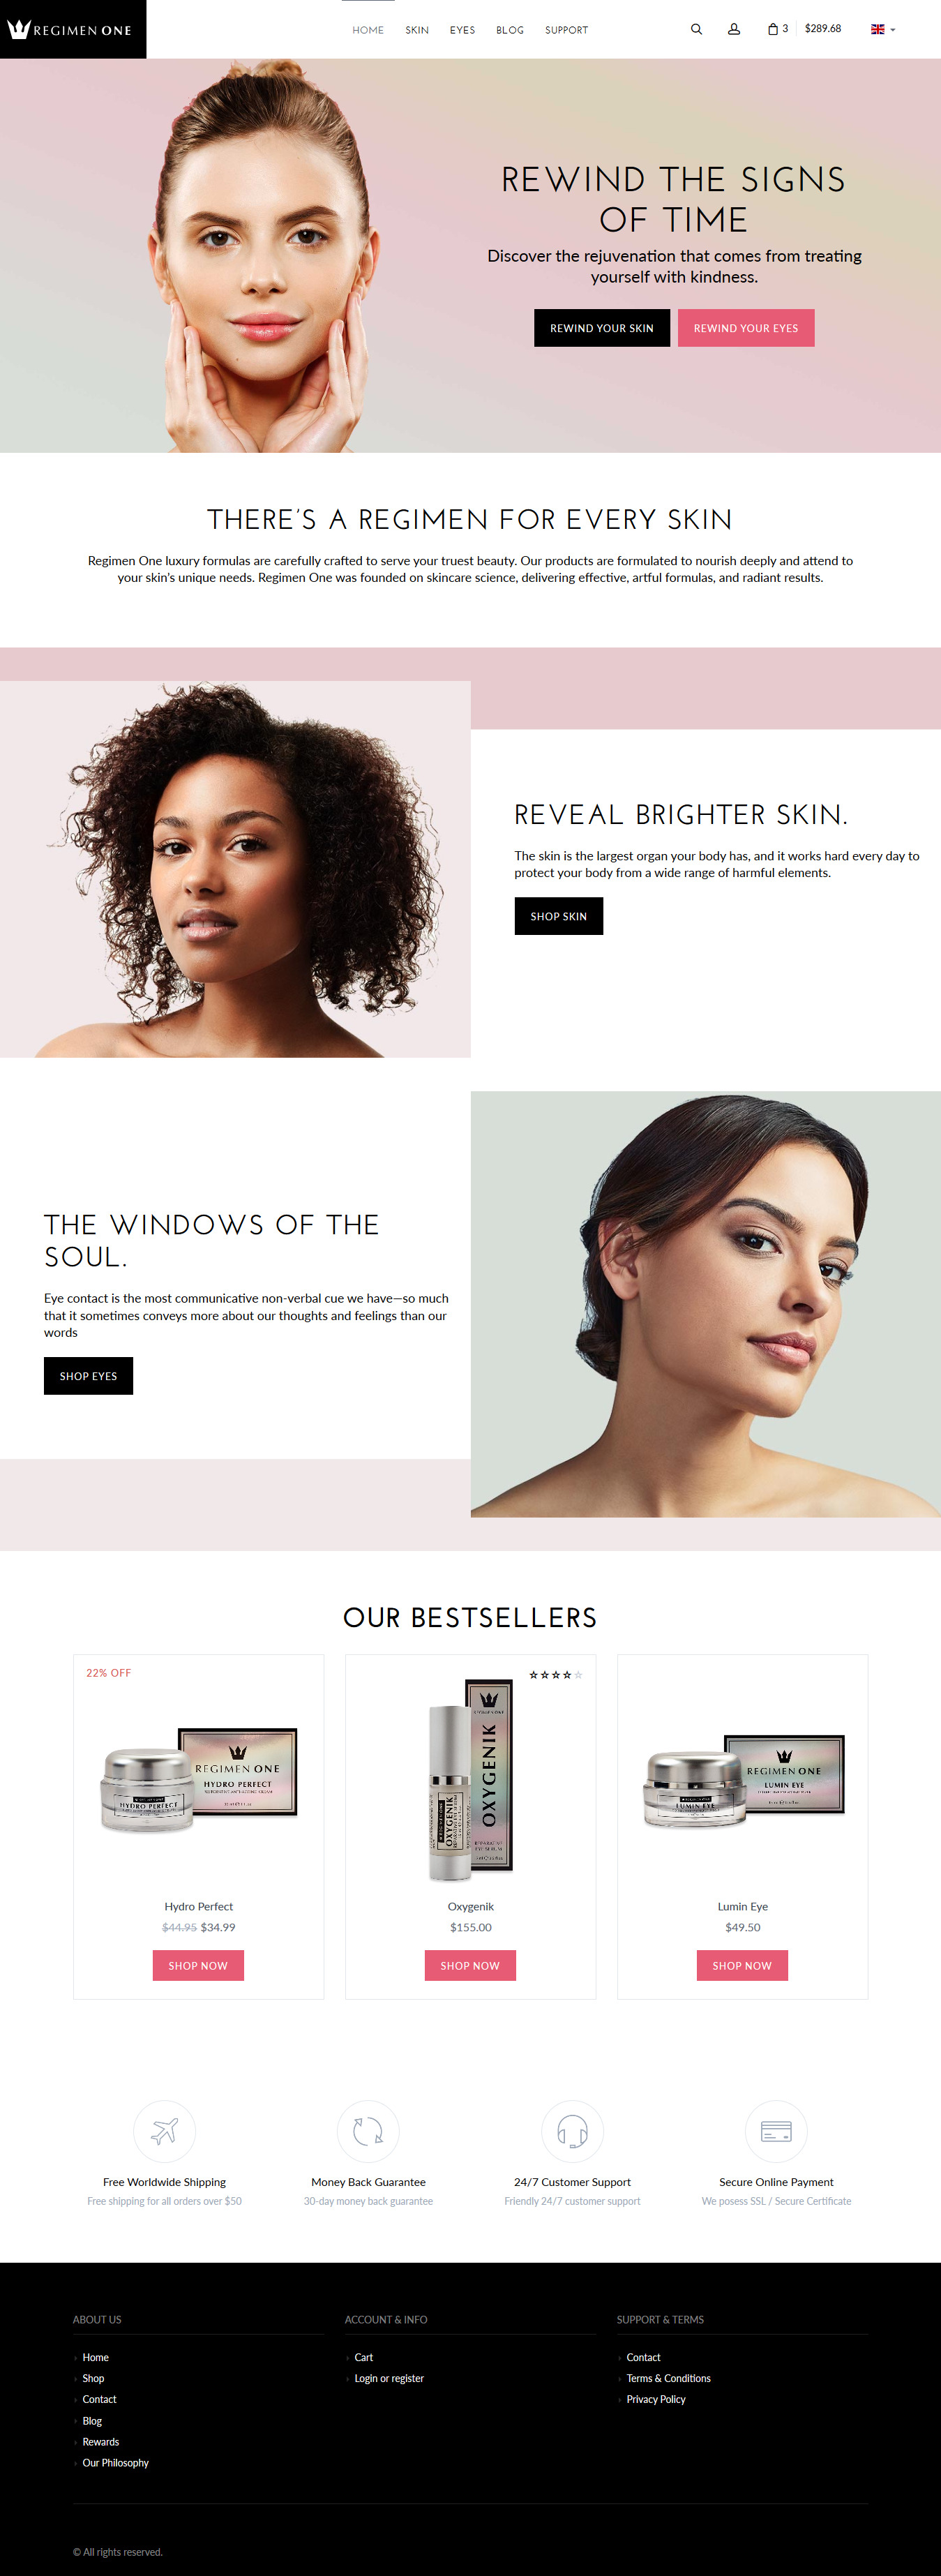 REGIMEN ONE
HOME SKIN EYES BLOG SUPPORT
3 $289.68
REWIND THE SIGNS
OF TIME
Discover the rejuvenation that comes from treating
yourself with kindness.
REWIND YOUR SKIN REWIND YOUR EYES
THERE'S A REGIMEN FOR EVERY SKIN
Regimen One luxury formulas are carefully crafted to serve your truest beauty. Our products are formulated to nourish deeply and attend to
your skin's unique needs. Regimen One was founded on skincare science, delivering effective, artful formulas, and radiant results.
REVEAL BRIGHTER SKIN.
The skin is the largest organ your body has, and it works hard every day to
protect your body from a wide range of harmful elements.
SHOP SKIN
THE WINDOWS OF THE
SOUL.
Eye contact is the most communicative non-verbal cue we have—so much
that it sometimes conveys more about our thoughts and feelings than our
words
SHOP EYES
OUR BESTSELLERS
22% OFF
REGIMEN ONE
HYDRO PERFECT
HYDRO PERFECT
OXYGENIK
OXYGENIK
REGIMEN ONE
LUMIN EYE
LUMIN EYE
Hydro Perfect
$44.95 $34.99
SHOP NOW
Oxygenik
$155.00
SHOP NOW
Lumin Eye
$49.50
SHOP NOW
Free Worldwide Shipping
Free shipping for all orders over $50
Money Back Guarantee
30-day money back guarantee
24/7 Customer Support
Friendly 24/7 customer support
Secure Online Payment
We posess SSL / Secure Certificate
ABOUT US
Home
Shop
Contact
Blog
Rewards
Our Philosophy
ACCOUNT & INFO
Cart
Login or register
SUPPORT & TERMS
Contact
Terms & Conditions
Privacy Policy
© All rights reserved.